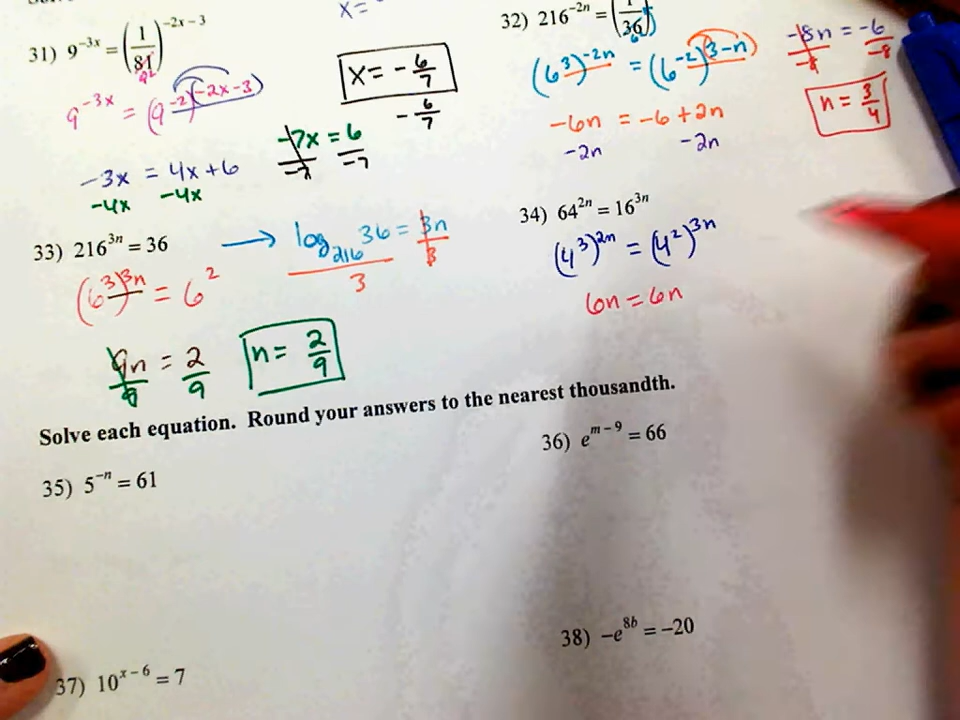 x =
31) 9^{-3x} = (1/81)^{-2x-3}
9²
9^{-3x} = (9^{-2})^{(-2x-3)}
-3x = 4x+6
-4x -4x
-7x = 6
-7 -7
x = -6/7
-6/7
32) 216^{-2n} = (1/36)
(6^3)^{-2n} = (6^{-2})^{(3-n)}
-6n = -6+2n
-2n -2n
-8n = -6
-8 -8
n = 3/4
33) 216^{3n} = 36 → log_{216} 36 = 3n
3 3
(6^3)^{3n} = 6^2
9n = 2
9 9
n = 2/9
34) 64^{2n} = 16^{3n}
(4^3)^{2n} = (4^2)^{3n}
6n = 6n
Solve each equation. Round your answers to the nearest thousandth.
35) 5^{-n} = 61
36) e^{m-9} = 66
37) 10^{x-6} = 7
38) -e^{8b} = -20